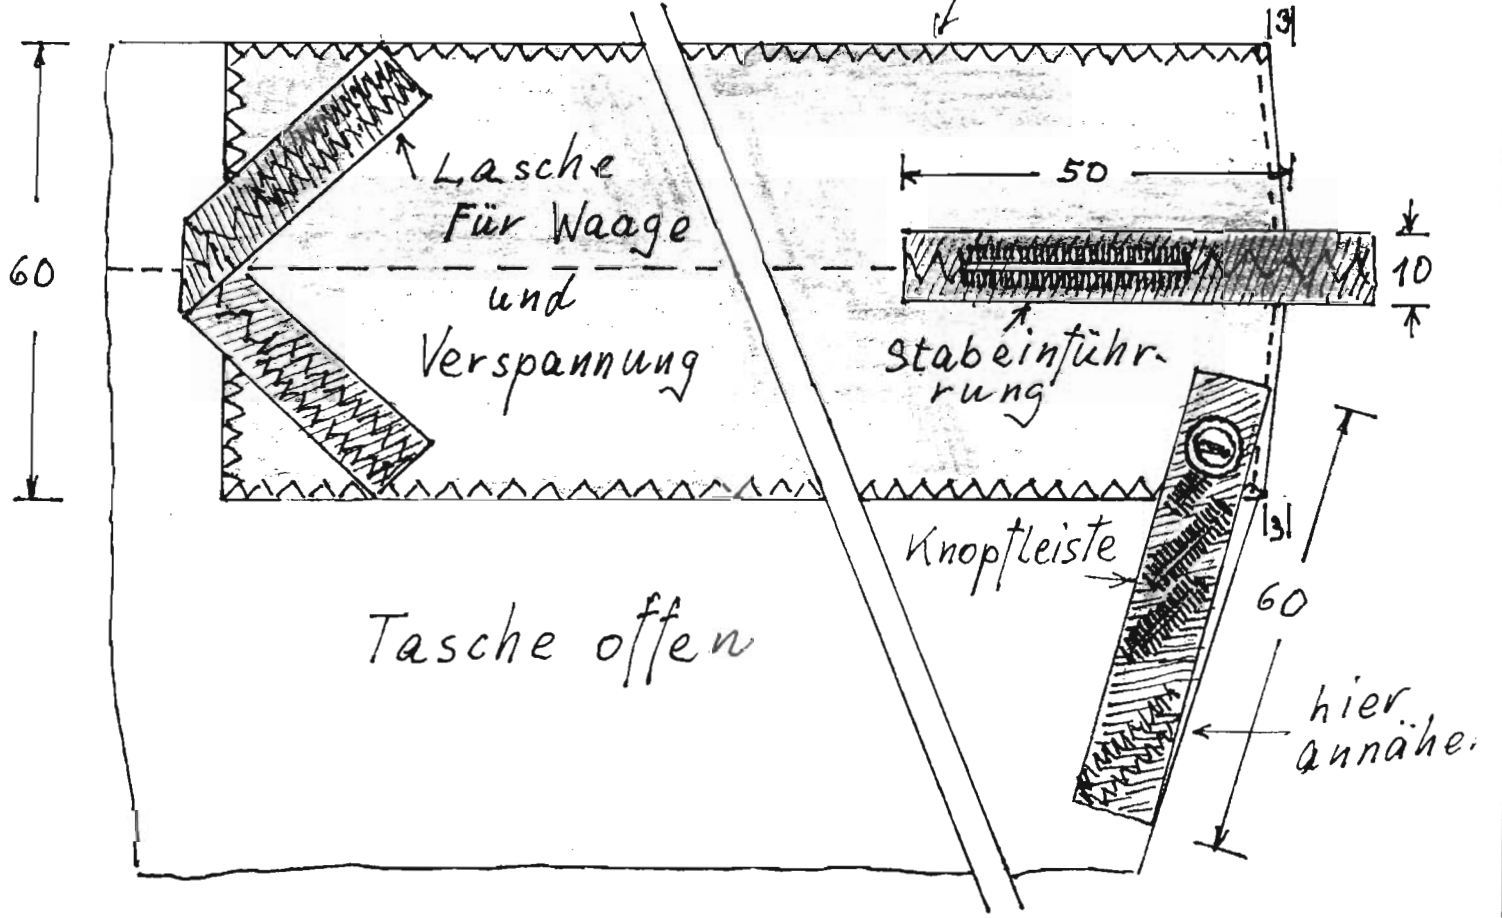 3
60
Lasche
Für Waage
und
Verspannung
50
10
Stabeinführ-
rung
3
Knopfleiste
60
Tasche offen
hier
annähe.